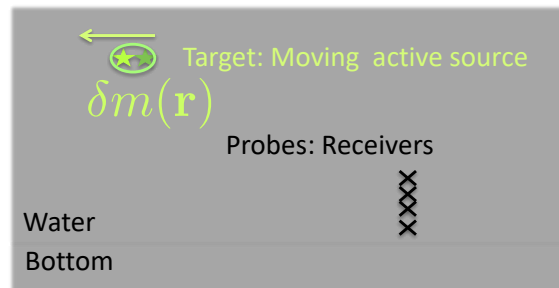 Target: Moving active source
δm(r)
Probes: Receivers
Water
Bottom